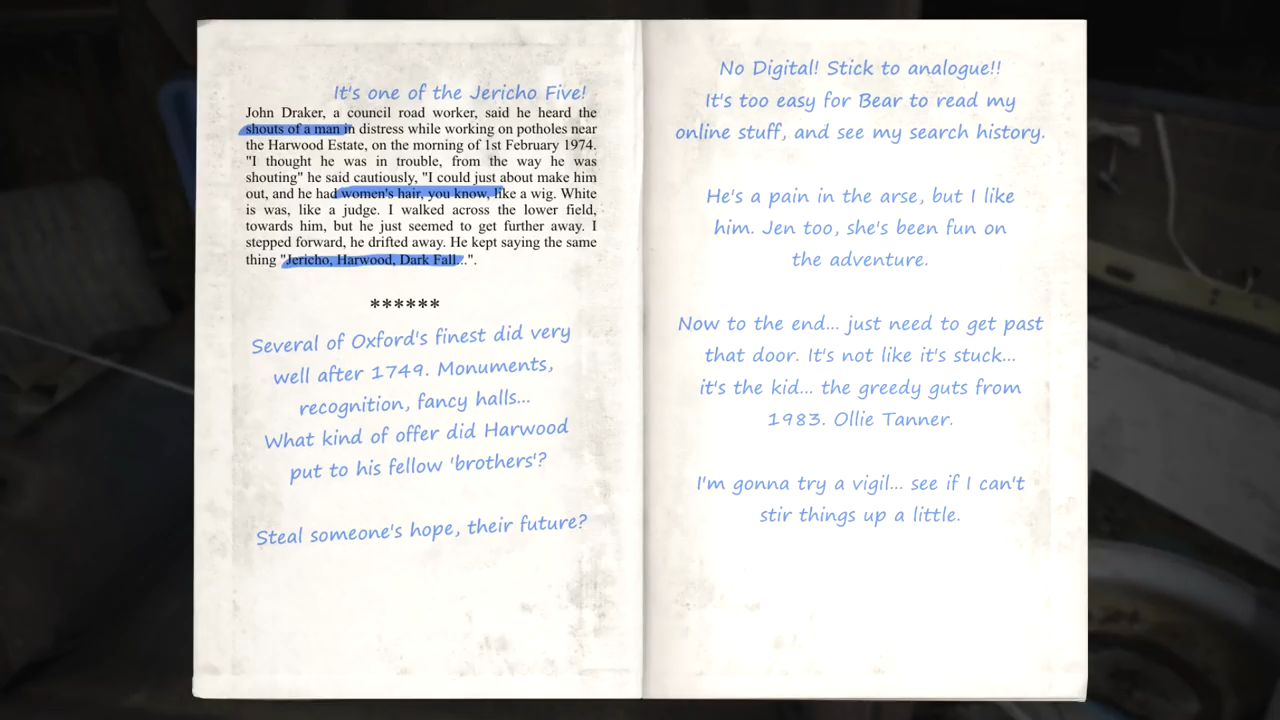 It's one of the Jericho Five!
John Draker, a council road worker, said he heard the
shouts of a man in distress while working on potholes near
the Harwood Estate, on the morning of 1st February 1974.
"I thought he was in trouble, from the way he was
shouting" he said cautiously, "I could just about make him
out, and he had women's hair, you know, like a wig. White
is was, like a judge. I walked across the lower field,
towards him, but he just seemed to get further away. I
stepped forward, he drifted away. He kept saying the same
thing "Jericho, Harwood, Dark Fall...".
******
Several of Oxford's finest did very
well after 1749. Monuments,
recognition, fancy halls...
What kind of offer did Harwood
put to his fellow 'brothers'?
Steal someone's hope, their future?
No Digital! Stick to analogue!!
It's too easy for Bear to read my
online stuff, and see my search history.
He's a pain in the arse, but I like
him. Jen too, she's been fun on
the adventure.
Now to the end... just need to get past
that door. It's not like it's stuck...
it's the kid... the greedy guts from
1983. Ollie Tanner.
I'm gonna try a vigil... see if I can't
stir things up a little.